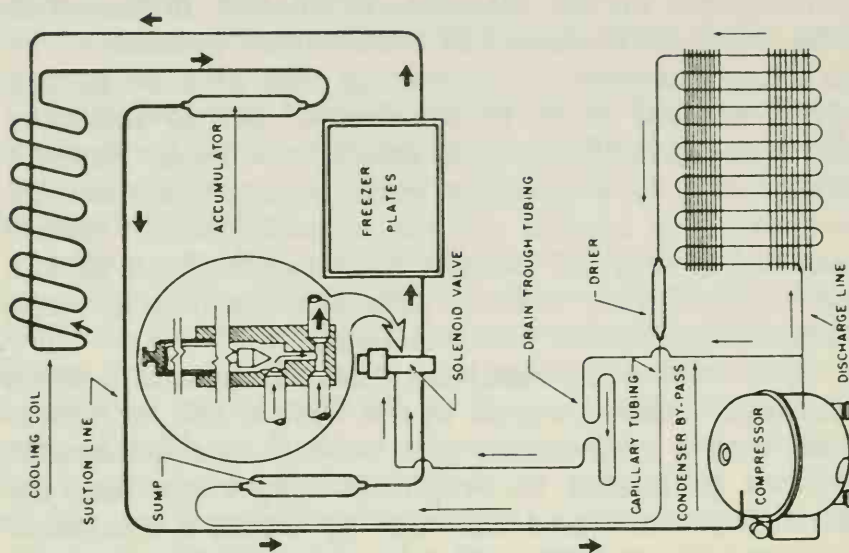 COOLING COIL
SUCTION LINE
ACCUMULATOR
SUMP
FREEZER
PLATES
SOLENOID VALVE
DRAIN TROUGH TUBING
DRIER
CAPILLARY TUBING
CONDENSER BY-PASS
COMPRESSOR
DISCHARGE LINE